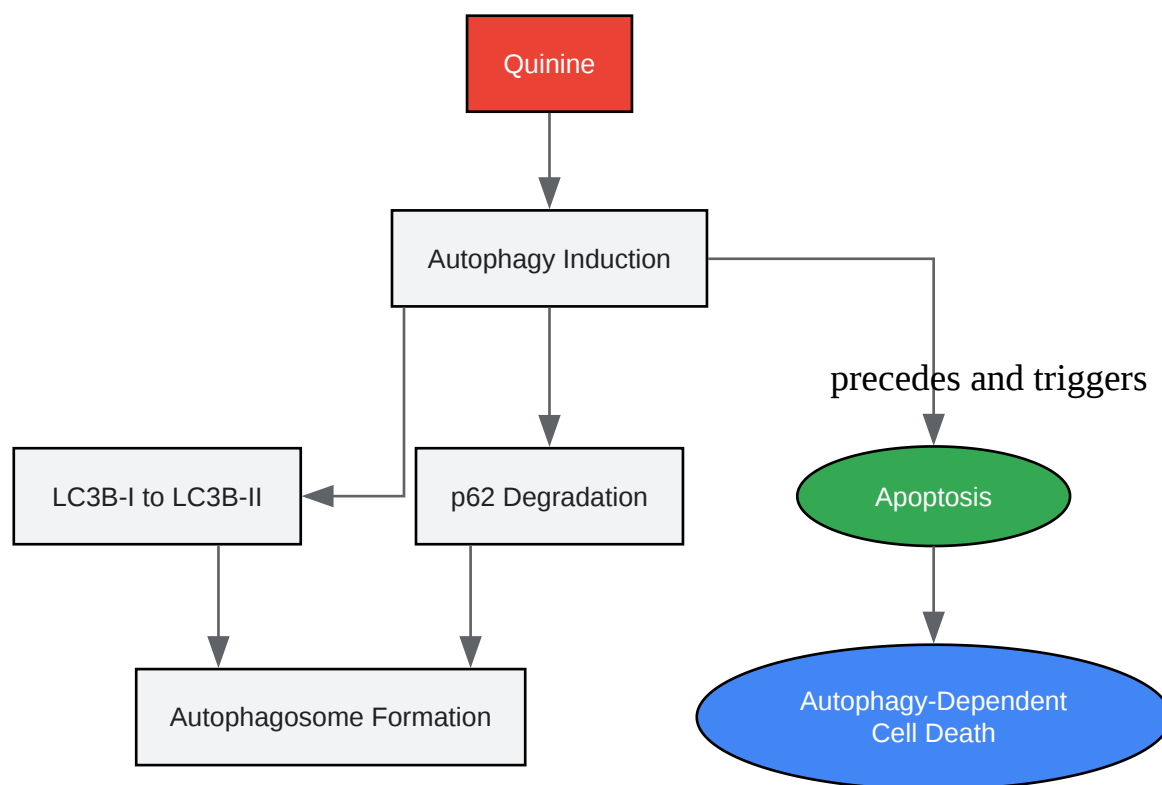 Quinine
Autophagy Induction
precedes and triggers
LC3B-I to LC3B-II
p62 Degradation
Apoptosis
Autophagosome Formation
Autophagy-Dependent
Cell Death